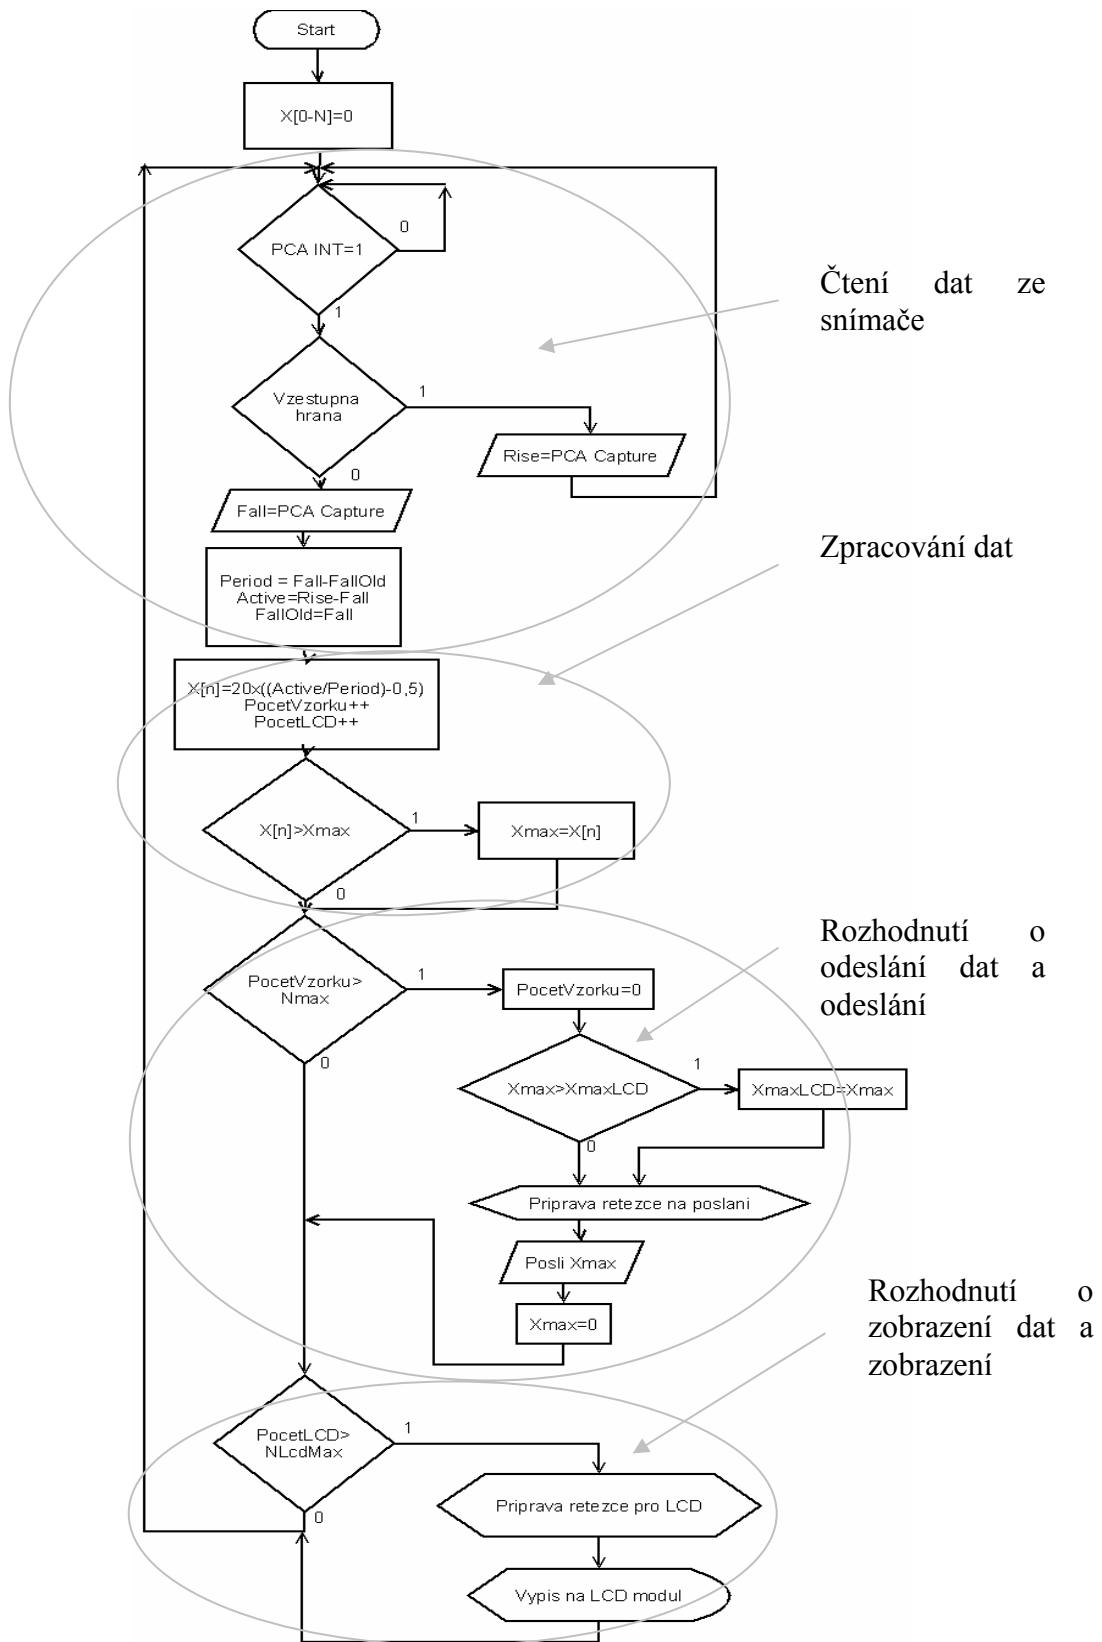 Start
X[0-N]=0
PCA INT=1
0
1
Čtení dat ze
snímače
Vzestupna
hrana
1
0
Rise=PCA Capture
Fall=PCA Capture
Zpracování dat
Period = Fall-FallOld
Active=Rise-Fall
FallOld=Fall
X[n]=20x((Active/Period)-0,5)
PocetVzorku++
PocetLCD++
X[n]>Xmax
1
0
Xmax=X[n]
Rozhodnutí o
odeslání dat a
odeslání
PocetVzorku>
Nmax
1
0
PocetVzorku=0
Xmax>XmaxLCD
1
0
XmaxLCD=Xmax
Priprava retezce na poslani
Posli Xmax
Xmax=0
Rozhodnutí o
zobrazení dat a
zobrazení
PocetLCD>
NLcdMax
1
0
Priprava retezce pro LCD
Vypis na LCD modul